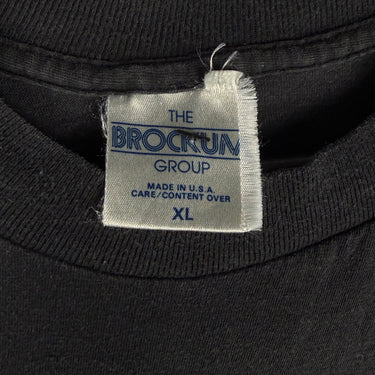 THE
BROCKUM
GROUP
MADE IN U.S.A.
CARE/CONTENT OVER
XL